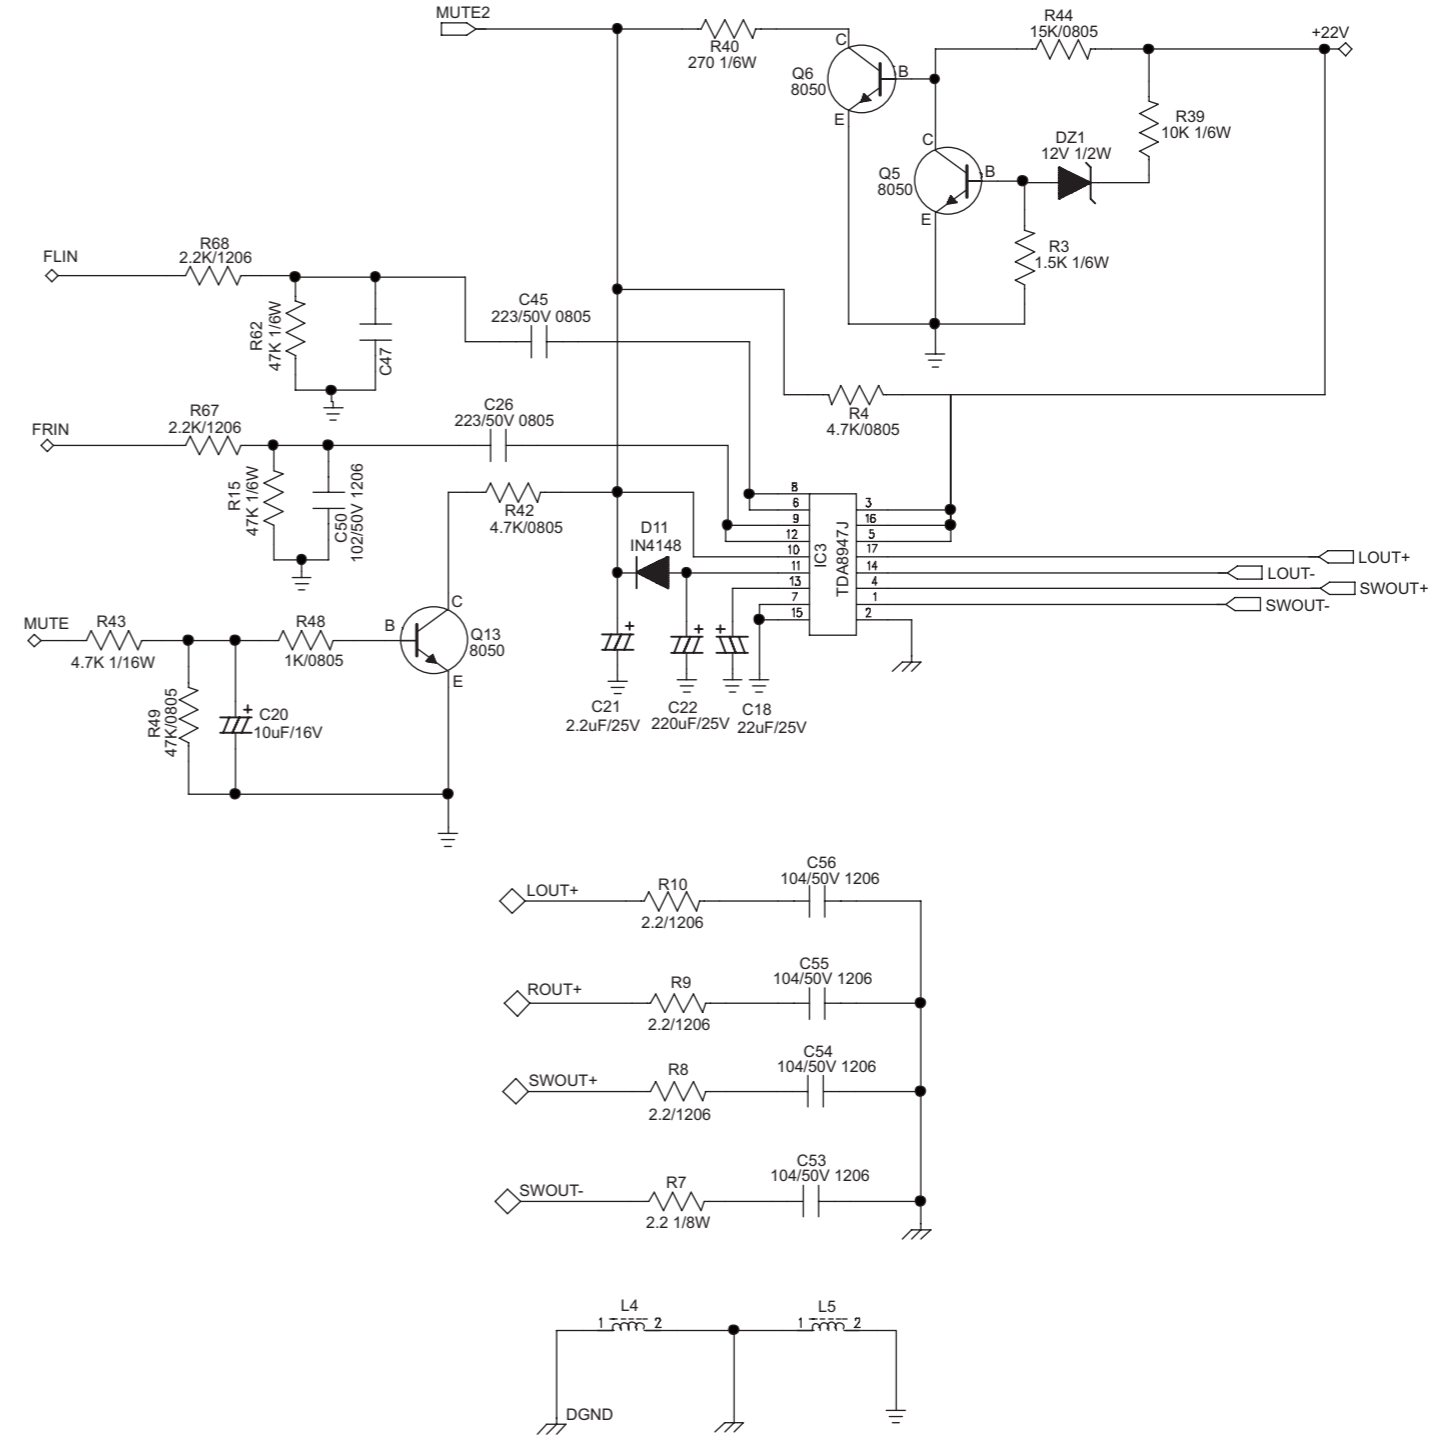 MUTE2
R40
270 1/6W
R44
15K/0805
+22V
C
Q6
8050
B
E
R39
10K 1/6W
DZ1
12V 1/2W
C
Q5
8050
B
E
R3
1.5K 1/6W
FLIN
R68
2.2K/1206
R62
47K 1/6W
C47
C45
223/50V 0805
FRIN
R67
2.2K/1206
R15
47K 1/6W
C50
102/50V 1206
C26
223/50V 0805
R4
4.7K/0805
R42
4.7K/0805
D11
IN4148
8
6
9
12
10
11
13
7
15
IC3
TDA8947J
3
16
5
17
14
4
1
2
LOUT+
LOUT-
SWOUT+
SWOUT-
MUTE
R43
4.7K 1/16W
R48
1K/0805
B
C
Q13
8050
E
R49
47K/0805
+
C20
10uF/16V
+
C21
2.2uF/25V
+
C22
220uF/25V
+
C18
22uF/25V
LOUT+
R10
2.2/1206
C56
104/50V 1206
ROUT+
R9
2.2/1206
C55
104/50V 1206
SWOUT+
R8
2.2/1206
C54
104/50V 1206
SWOUT-
R7
2.2 1/8W
C53
104/50V 1206
L4
1 2
L5
1 2
DGND